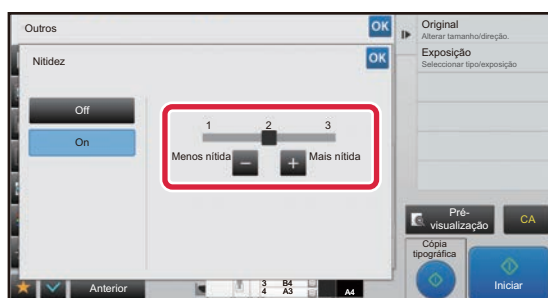 Outros
OK
Nitidez
OK
Off
On
1 2 3
Menos nítida
Mais nítida
Anterior
3 B4
4 A3
A4
Original
Alterar tamanho/direção.
Exposição
Seleccionar tipo/exposição
Pré-
visualização
CA
Cópia
tipográfica
Iniciar